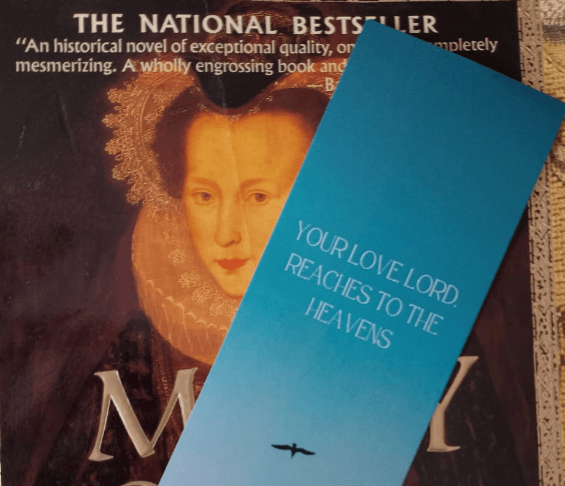 THE NATIONAL BESTSELLER
"An historical novel of exceptional quality, on mpletely
mesmerizing. A wholly engrossing book and
—B
YOUR LOVE LORD,
REACHES TO THE
HEAVENS
M Y